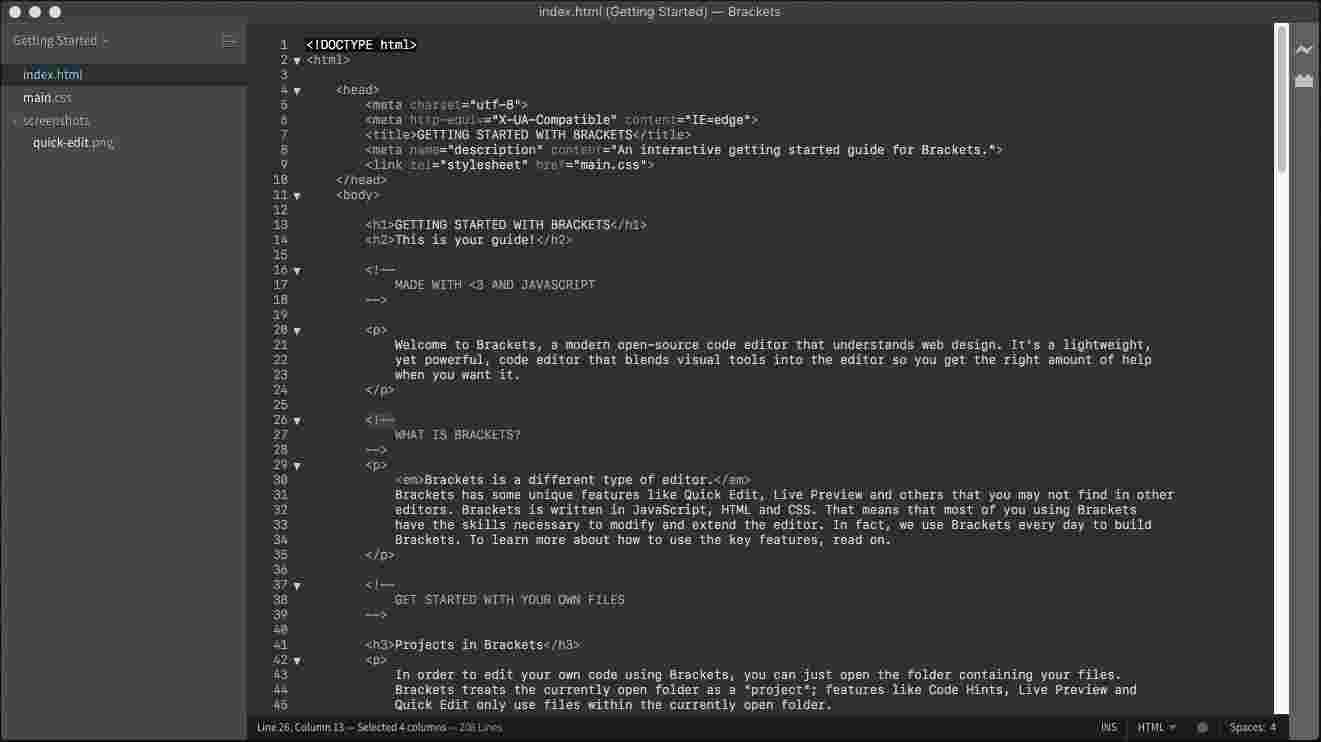 index.html (Getting Started) — Brackets
Getting Started
index.html
main.css
screenshots
quick-edit.png
1 <!DOCTYPE html>
2 <html>
3
4 <head>
5 <meta charset="utf-8">
6 <meta http-equiv="X-UA-Compatible" content="IE=edge">
7 <title>GETTING STARTED WITH BRACKETS</title>
8 <meta name="description" content="An interactive getting started guide for Brackets.">
9 <link rel="stylesheet" href="main.css">
10 </head>
11 <body>
12
13 <h1>GETTING STARTED WITH BRACKETS</h1>
14 <h2>This is your guide!</h2>
15
16 <!--
17 MADE WITH <3 AND JAVASCRIPT
18 -->
19
20 <p>
21 Welcome to Brackets, a modern open-source code editor that understands web design. It's a lightweight,
22 yet powerful, code editor that blends visual tools into the editor so you get the right amount of help
23 when you want it.
24 </p>
25
26 <!--
27 WHAT IS BRACKETS?
28 -->
29 <p>
30 <em>Brackets is a different type of editor.</em>
31 Brackets has some unique features like Quick Edit, Live Preview and others that you may not find in other
32 editors. Brackets is written in JavaScript, HTML and CSS. That means that most of you using Brackets
33 have the skills necessary to modify and extend the editor. In fact, we use Brackets every day to build
34 Brackets. To learn more about how to use the key features, read on.
35 </p>
36
37 <!--
38 GET STARTED WITH YOUR OWN FILES
39 -->
40
41 <h3>Projects in Brackets</h3>
42 <p>
43 In order to edit your own code using Brackets, you can just open the folder containing your files.
44 Brackets treats the currently open folder as a "project"; features like Code Hints, Live Preview and
45 Quick Edit only use files within the currently open folder.
Line 26, Column 13 — Selected 4 columns — 208 Lines
INS HTML Spaces: 4